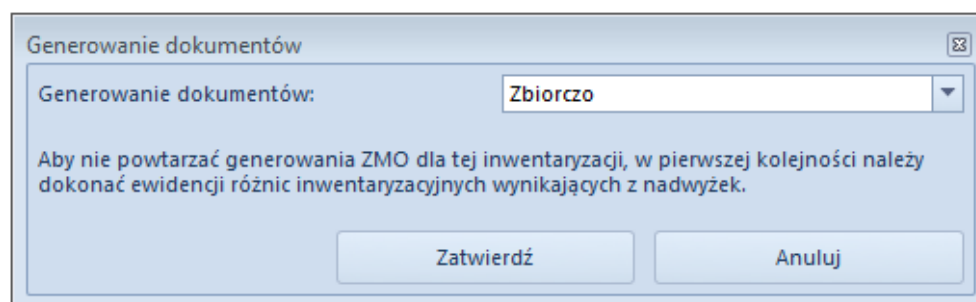 Generowanie dokumentów
Generowanie dokumentów: Zbiorczo
Aby nie powtarzać generowania ZMO dla tej inwentaryzacji, w pierwszej kolejności należy
dokonać ewidencji różnic inwentaryzacyjnych wynikających z nadwyżek.
Zatwierdź Anuluj